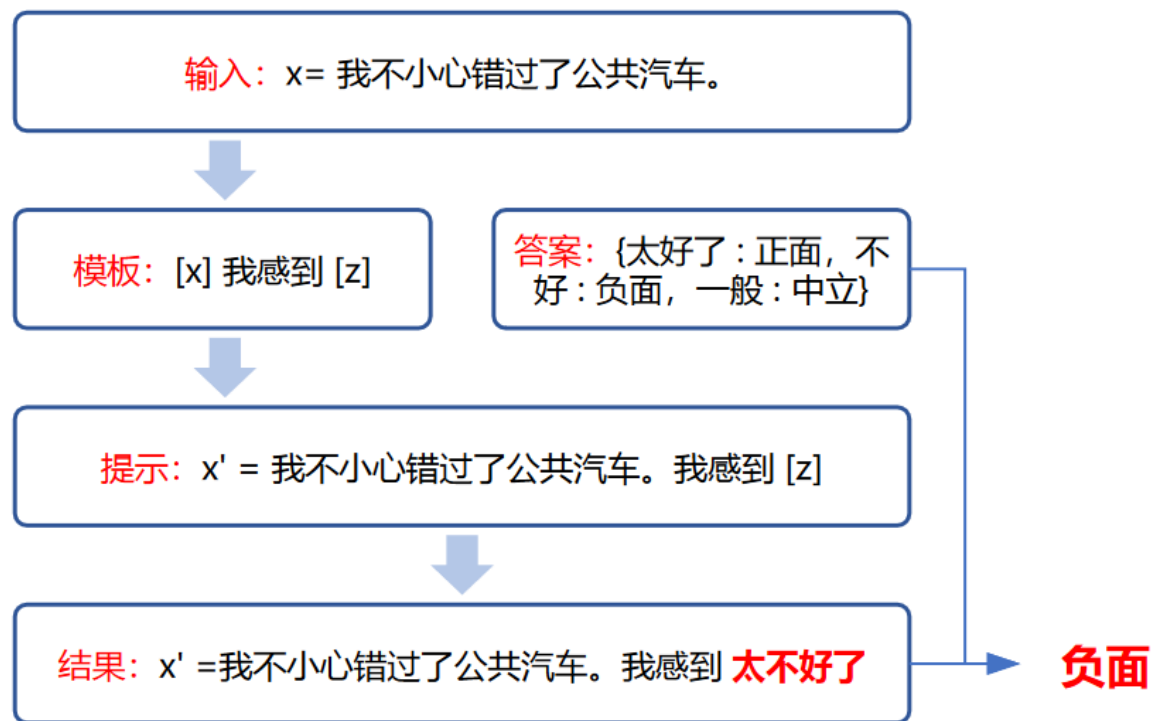 输入：x= 我不小心错过了公共汽车。
模板：[x] 我感到 [z]
答案：{太好了 : 正面，不
好 : 负面，一般 : 中立}
提示：x' = 我不小心错过了公共汽车。我感到 [z]
结果：x' =我不小心错过了公共汽车。我感到 太不好了
负面